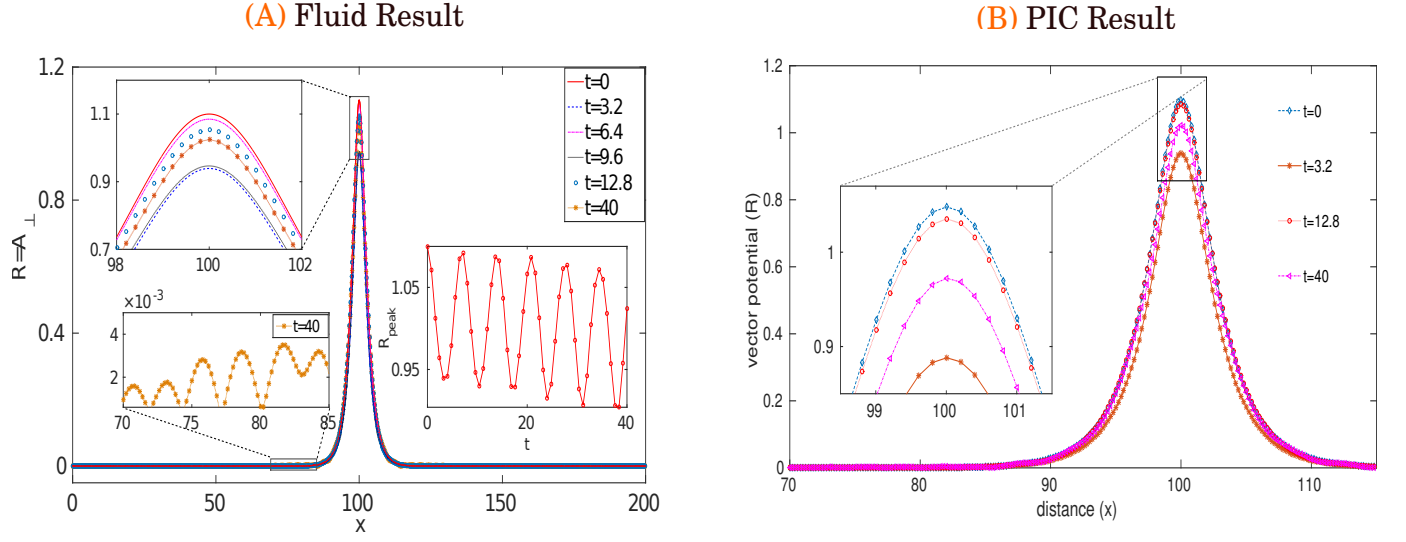 (A) Fluid Result
1.2
0.8
0.4
0
R=A⊥
0
50
100
150
200
x
t=0
t=3.2
t=6.4
t=9.6
t=12.8
t=40
1.1
0.9
0.7
98
100
102
×10⁻³
4
2
70
75
80
85
t=40
R_peak
1.05
0.95
0
20
40
t
(B) PIC Result
1.2
1
0.8
0.6
0.4
0.2
0
vector potential (R)
70
80
90
100
110
distance (x)
t=0
t=3.2
t=12.8
t=40
1
0.9
99
100
101